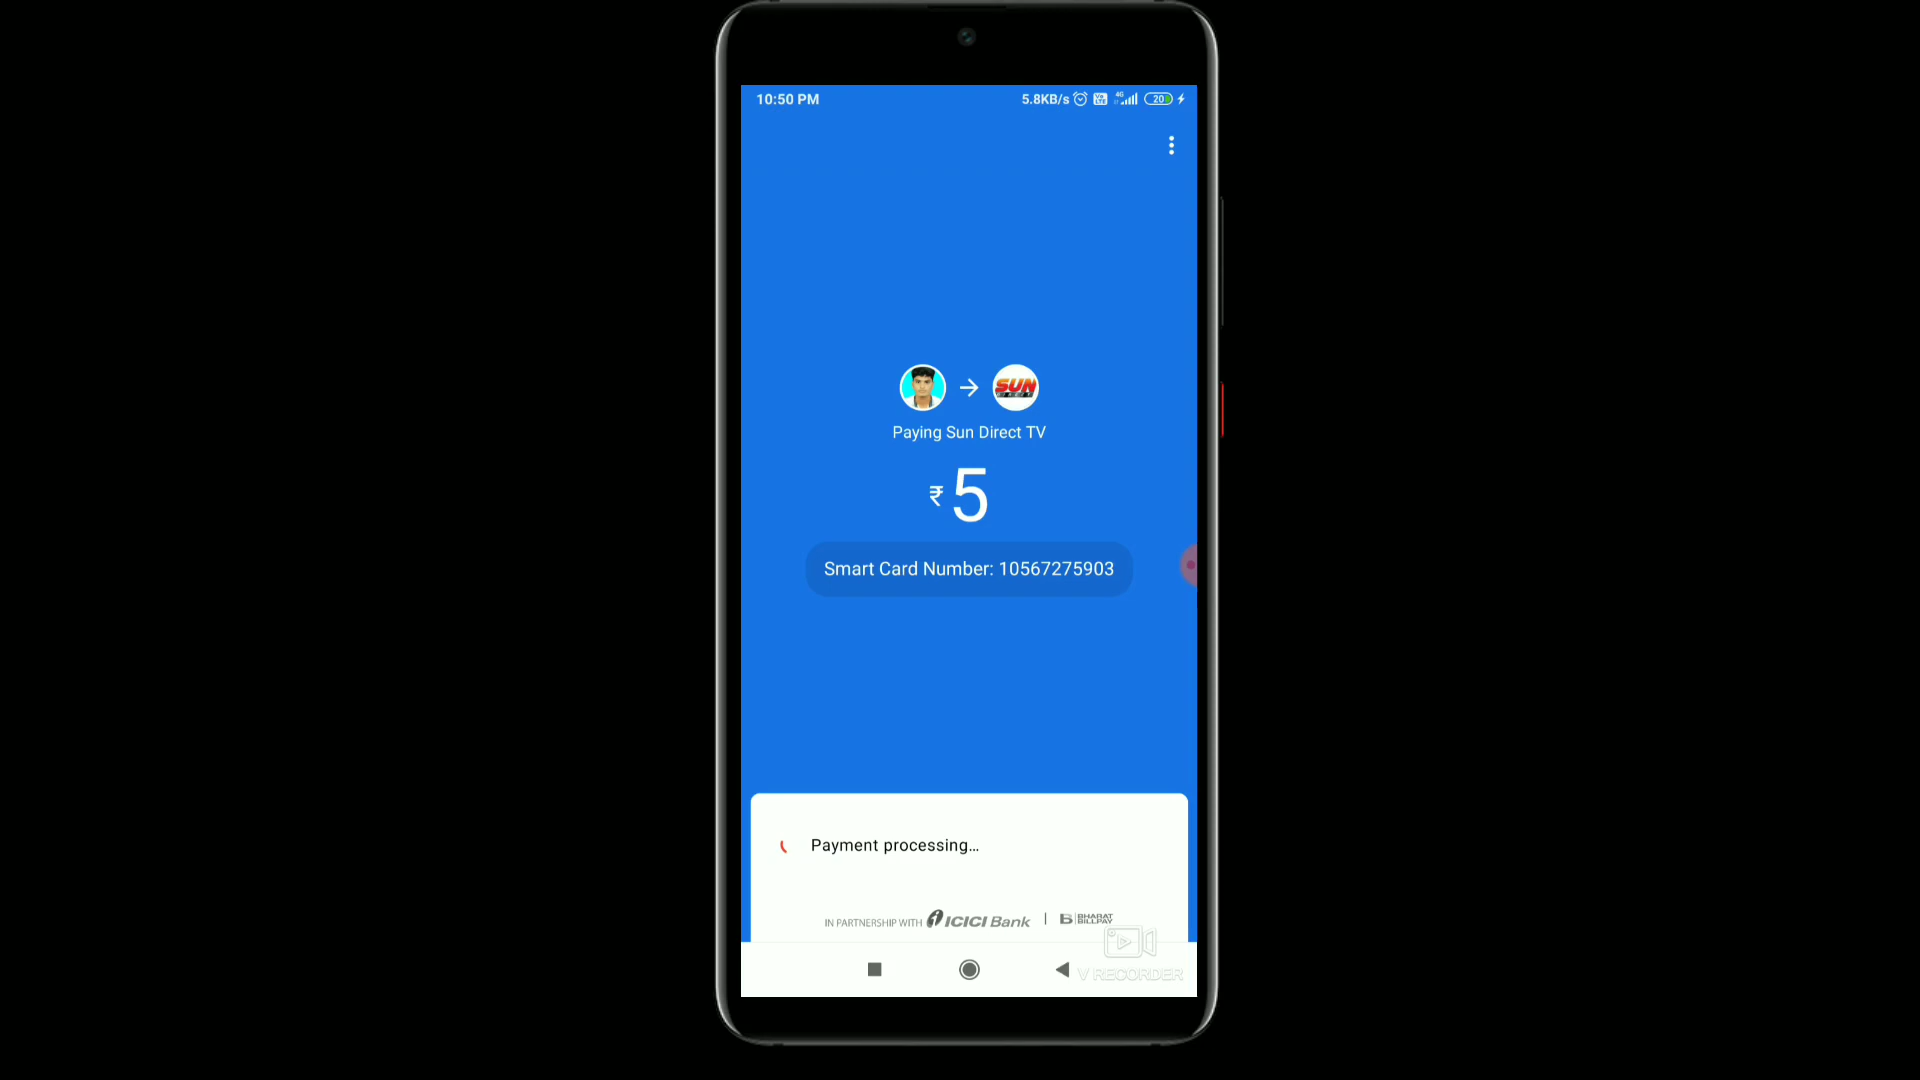 10:50 PM 5.8KB/s 4G 20
SUN
Paying Sun Direct TV
₹5
Smart Card Number: 10567275903
Payment processing...
IN PARTNERSHIP WITH ICICI Bank | B BHARAT BILLPAY
V RECORDER